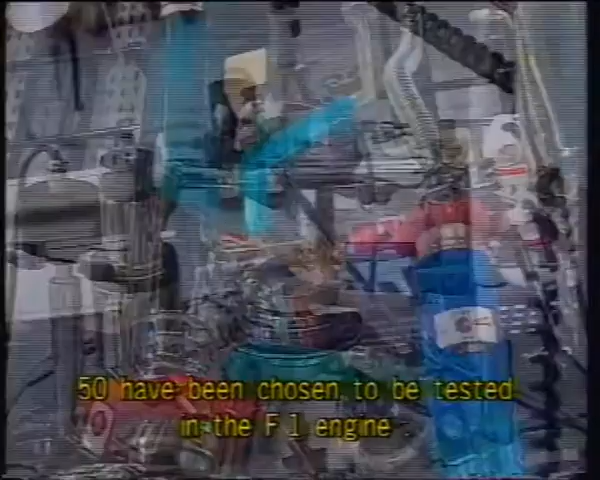 50 have been chosen to be tested
in the F 1 engine .